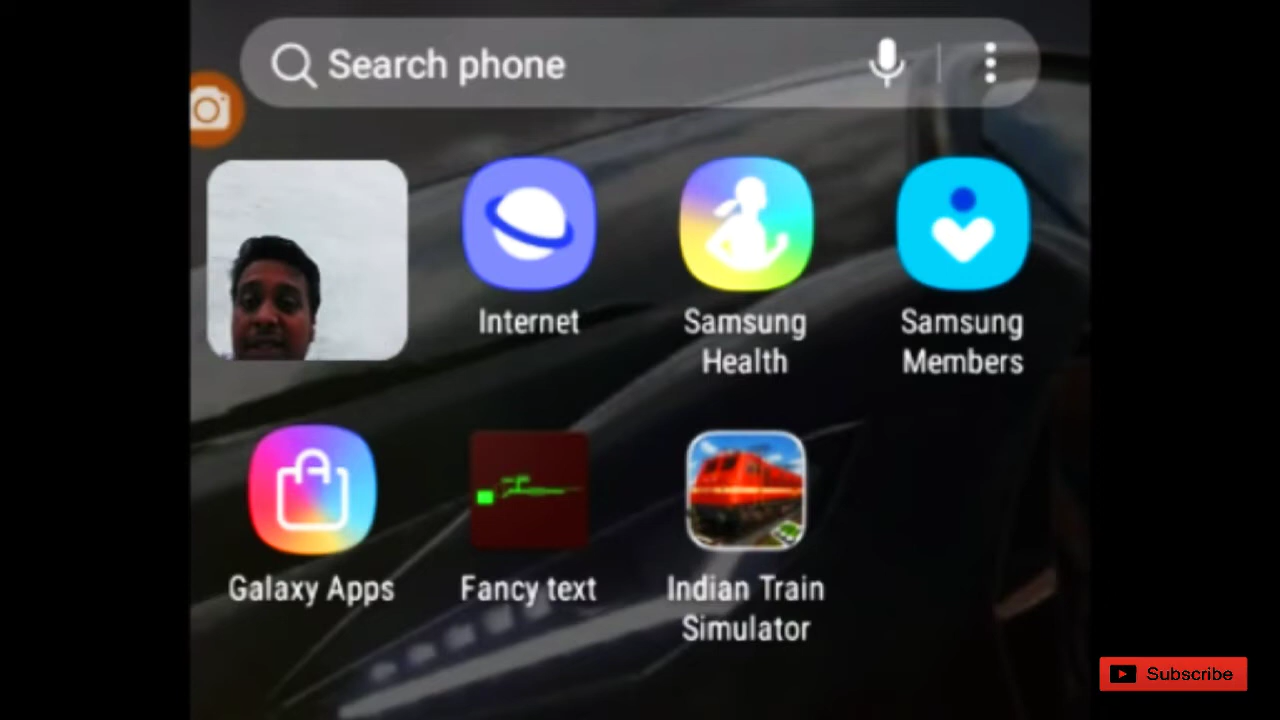 Search phone
Internet
Samsung
Health
Samsung
Members
Galaxy Apps
Fancy text
Indian Train
Simulator
Subscribe